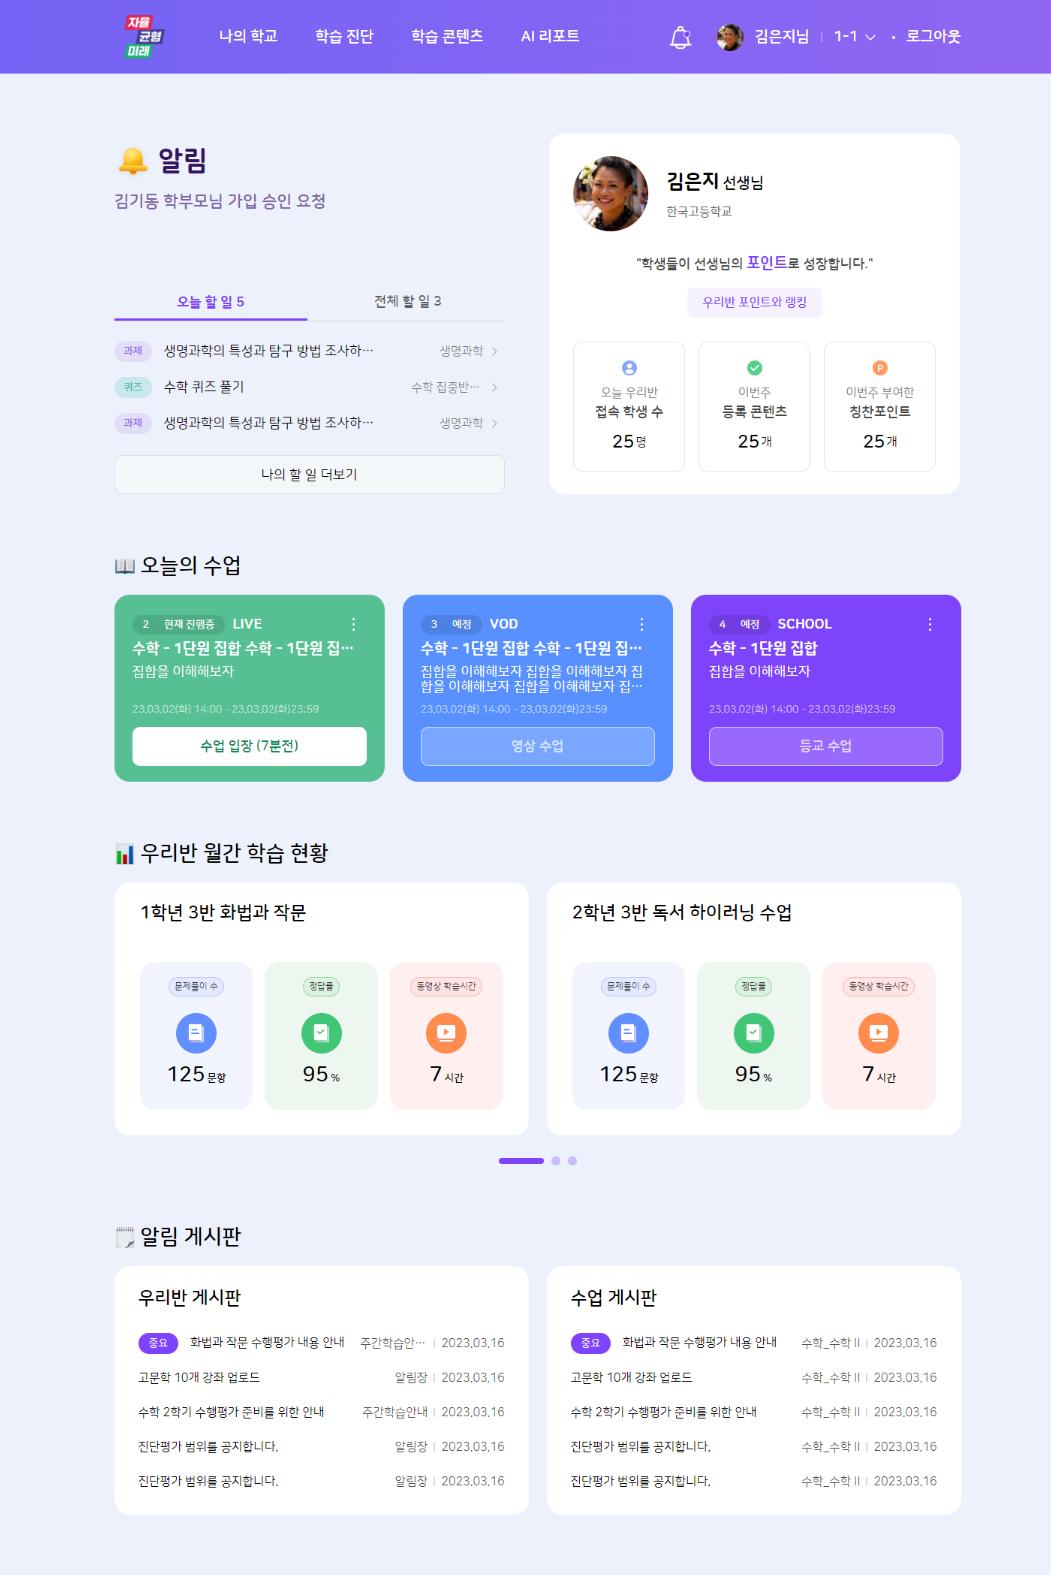 자율
균형
미래
나의 학교
학습 진단
학습 콘텐츠
AI 리포트
김은지님
1-1
로그아웃
알림
김기동 학부모님 가입 승인 요청
오늘 할 일 5
전체 할 일 3
과제 생명과학의 특성과 탐구 방법 조사하… 생명과학
퀴즈 수학 퀴즈 풀기 수학 집중반…
과제 생명과학의 특성과 탐구 방법 조사하… 생명과학
나의 할 일 더보기
김은지 선생님
한국고등학교
"학생들이 선생님의 포인트로 성장합니다."
우리반 포인트와 랭킹
오늘 우리반
접속 학생 수
25명
이번주
등록 콘텐츠
25개
P
이번주 부여한
칭찬포인트
25개
오늘의 수업
2 현재 진행중 LIVE
수학 - 1단원 집합 수학 - 1단원 집…
집합을 이해해보자
23.03.02(화) 14:00 - 23.03.02(화)23:59
수업 입장 (7분전)
3 예정 VOD
수학 - 1단원 집합 수학 - 1단원 집…
집합을 이해해보자 집합을 이해해보자 집
합을 이해해보자 집합을 이해해보자 집…
23.03.02(화) 14:00 - 23.03.02(화)23:59
영상 수업
4 예정 SCHOOL
수학 - 1단원 집합
집합을 이해해보자
23.03.02(화) 14:00 - 23.03.02(화)23:59
등교 수업
우리반 월간 학습 현황
1학년 3반 화법과 작문
문제풀이 수
125문항
정답률
95%
동영상 학습시간
7시간
2학년 3반 독서 하이러닝 수업
문제풀이 수
125문항
정답률
95%
동영상 학습시간
7시간
알림 게시판
우리반 게시판
중요 화법과 작문 수행평가 내용 안내 주간학습안… | 2023.03.16
고문학 10개 강좌 업로드 알림장 | 2023.03.16
수학 2학기 수행평가 준비를 위한 안내 주간학습안내 | 2023.03.16
진단평가 범위를 공지합니다. 알림장 | 2023.03.16
진단평가 범위를 공지합니다. 알림장 | 2023.03.16
수업 게시판
중요 화법과 작문 수행평가 내용 안내 수학_수학 II | 2023.03.16
고문학 10개 강좌 업로드 수학_수학 II | 2023.03.16
수학 2학기 수행평가 준비를 위한 안내 수학_수학 II | 2023.03.16
진단평가 범위를 공지합니다. 수학_수학 II | 2023.03.16
진단평가 범위를 공지합니다. 수학_수학 II | 2023.03.16